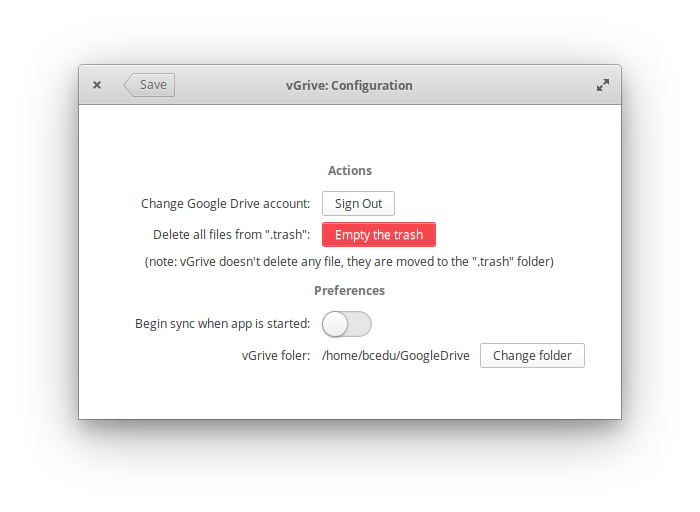 Save
vGrive: Configuration
Actions
Change Google Drive account: Sign Out
Delete all files from ".trash": Empty the trash
(note: vGrive doesn't delete any file, they are moved to the ".trash" folder)
Preferences
Begin sync when app is started:
vGrive foler: /home/bcedu/GoogleDrive Change folder